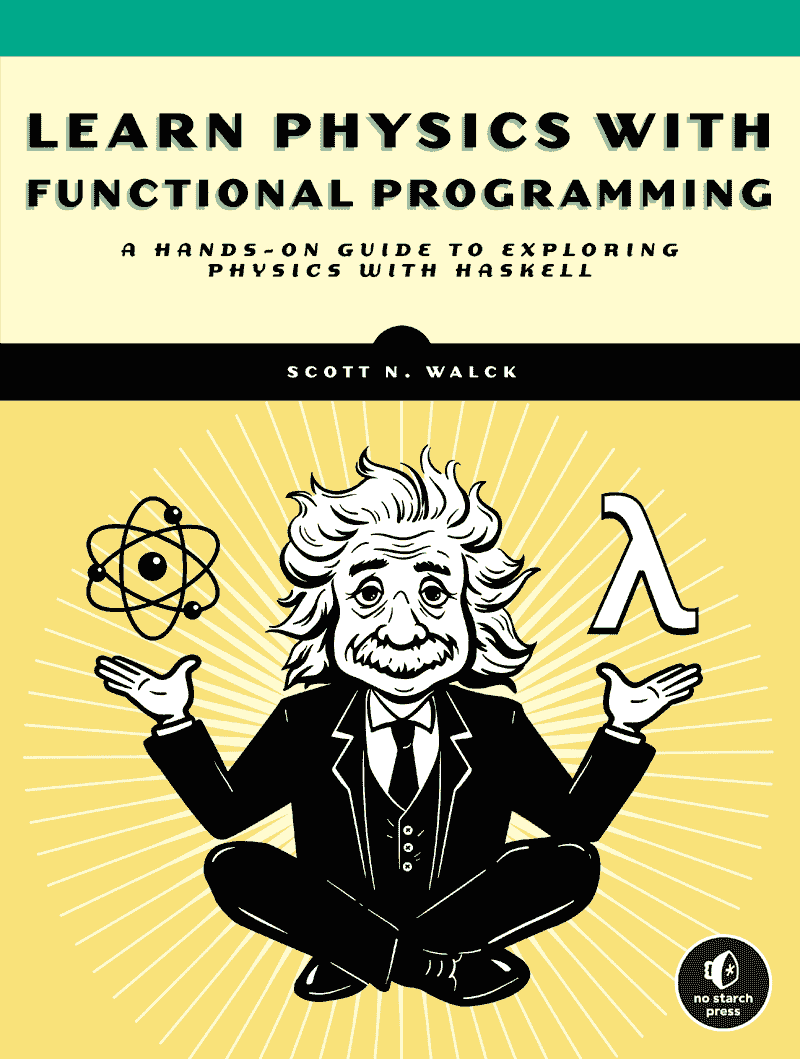 LEARN PHYSICS WITH
FUNCTIONAL PROGRAMMING
A HANDS-ON GUIDE TO EXPLORING
PHYSICS WITH HASKELL
SCOTT N. WALCK
λ
no starch
press